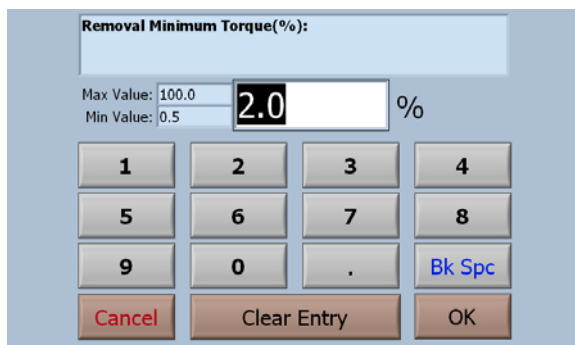 Removal Minimum Torque(%):
Max Value: 100.0
Min Value: 0.5
2.0 %
1 2 3 4
5 6 7 8
9 0 . Bk Spc
Cancel Clear Entry OK